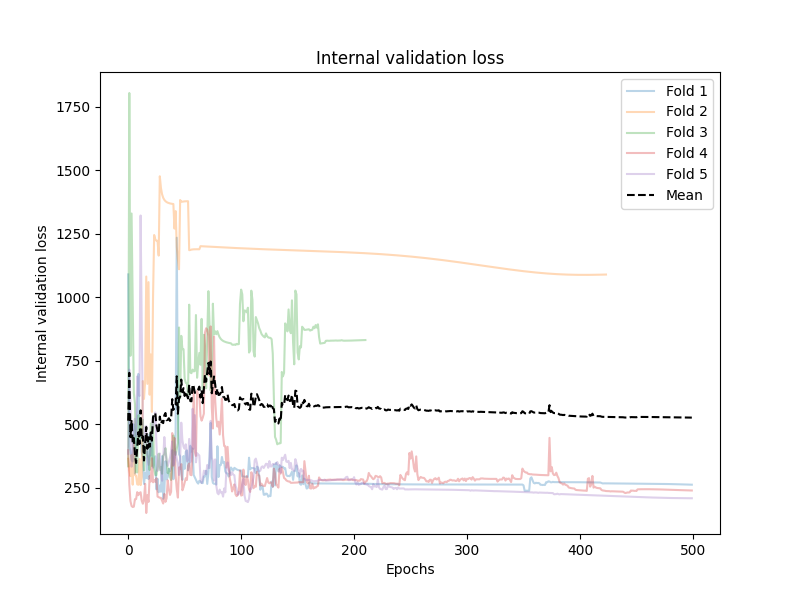 Internal validation loss
Internal validation loss
1750
1500
1250
1000
750
500
250
0
100
200
300
400
500
Epochs
Fold 1
Fold 2
Fold 3
Fold 4
Fold 5
Mean